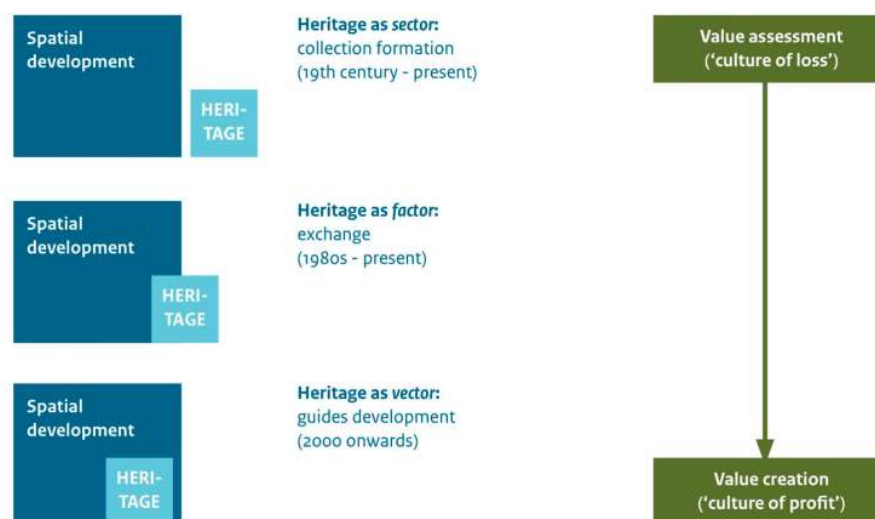 Spatial
development
HERI-
TAGE
Heritage as sector:
collection formation
(19th century - present)
Value assessment
(‘culture of loss’)
Spatial
development
HERI-
TAGE
Heritage as factor:
exchange
(1980s - present)
Spatial
development
HERI-
TAGE
Heritage as vector:
guides development
(2000 onwards)
Value creation
(‘culture of profit’)